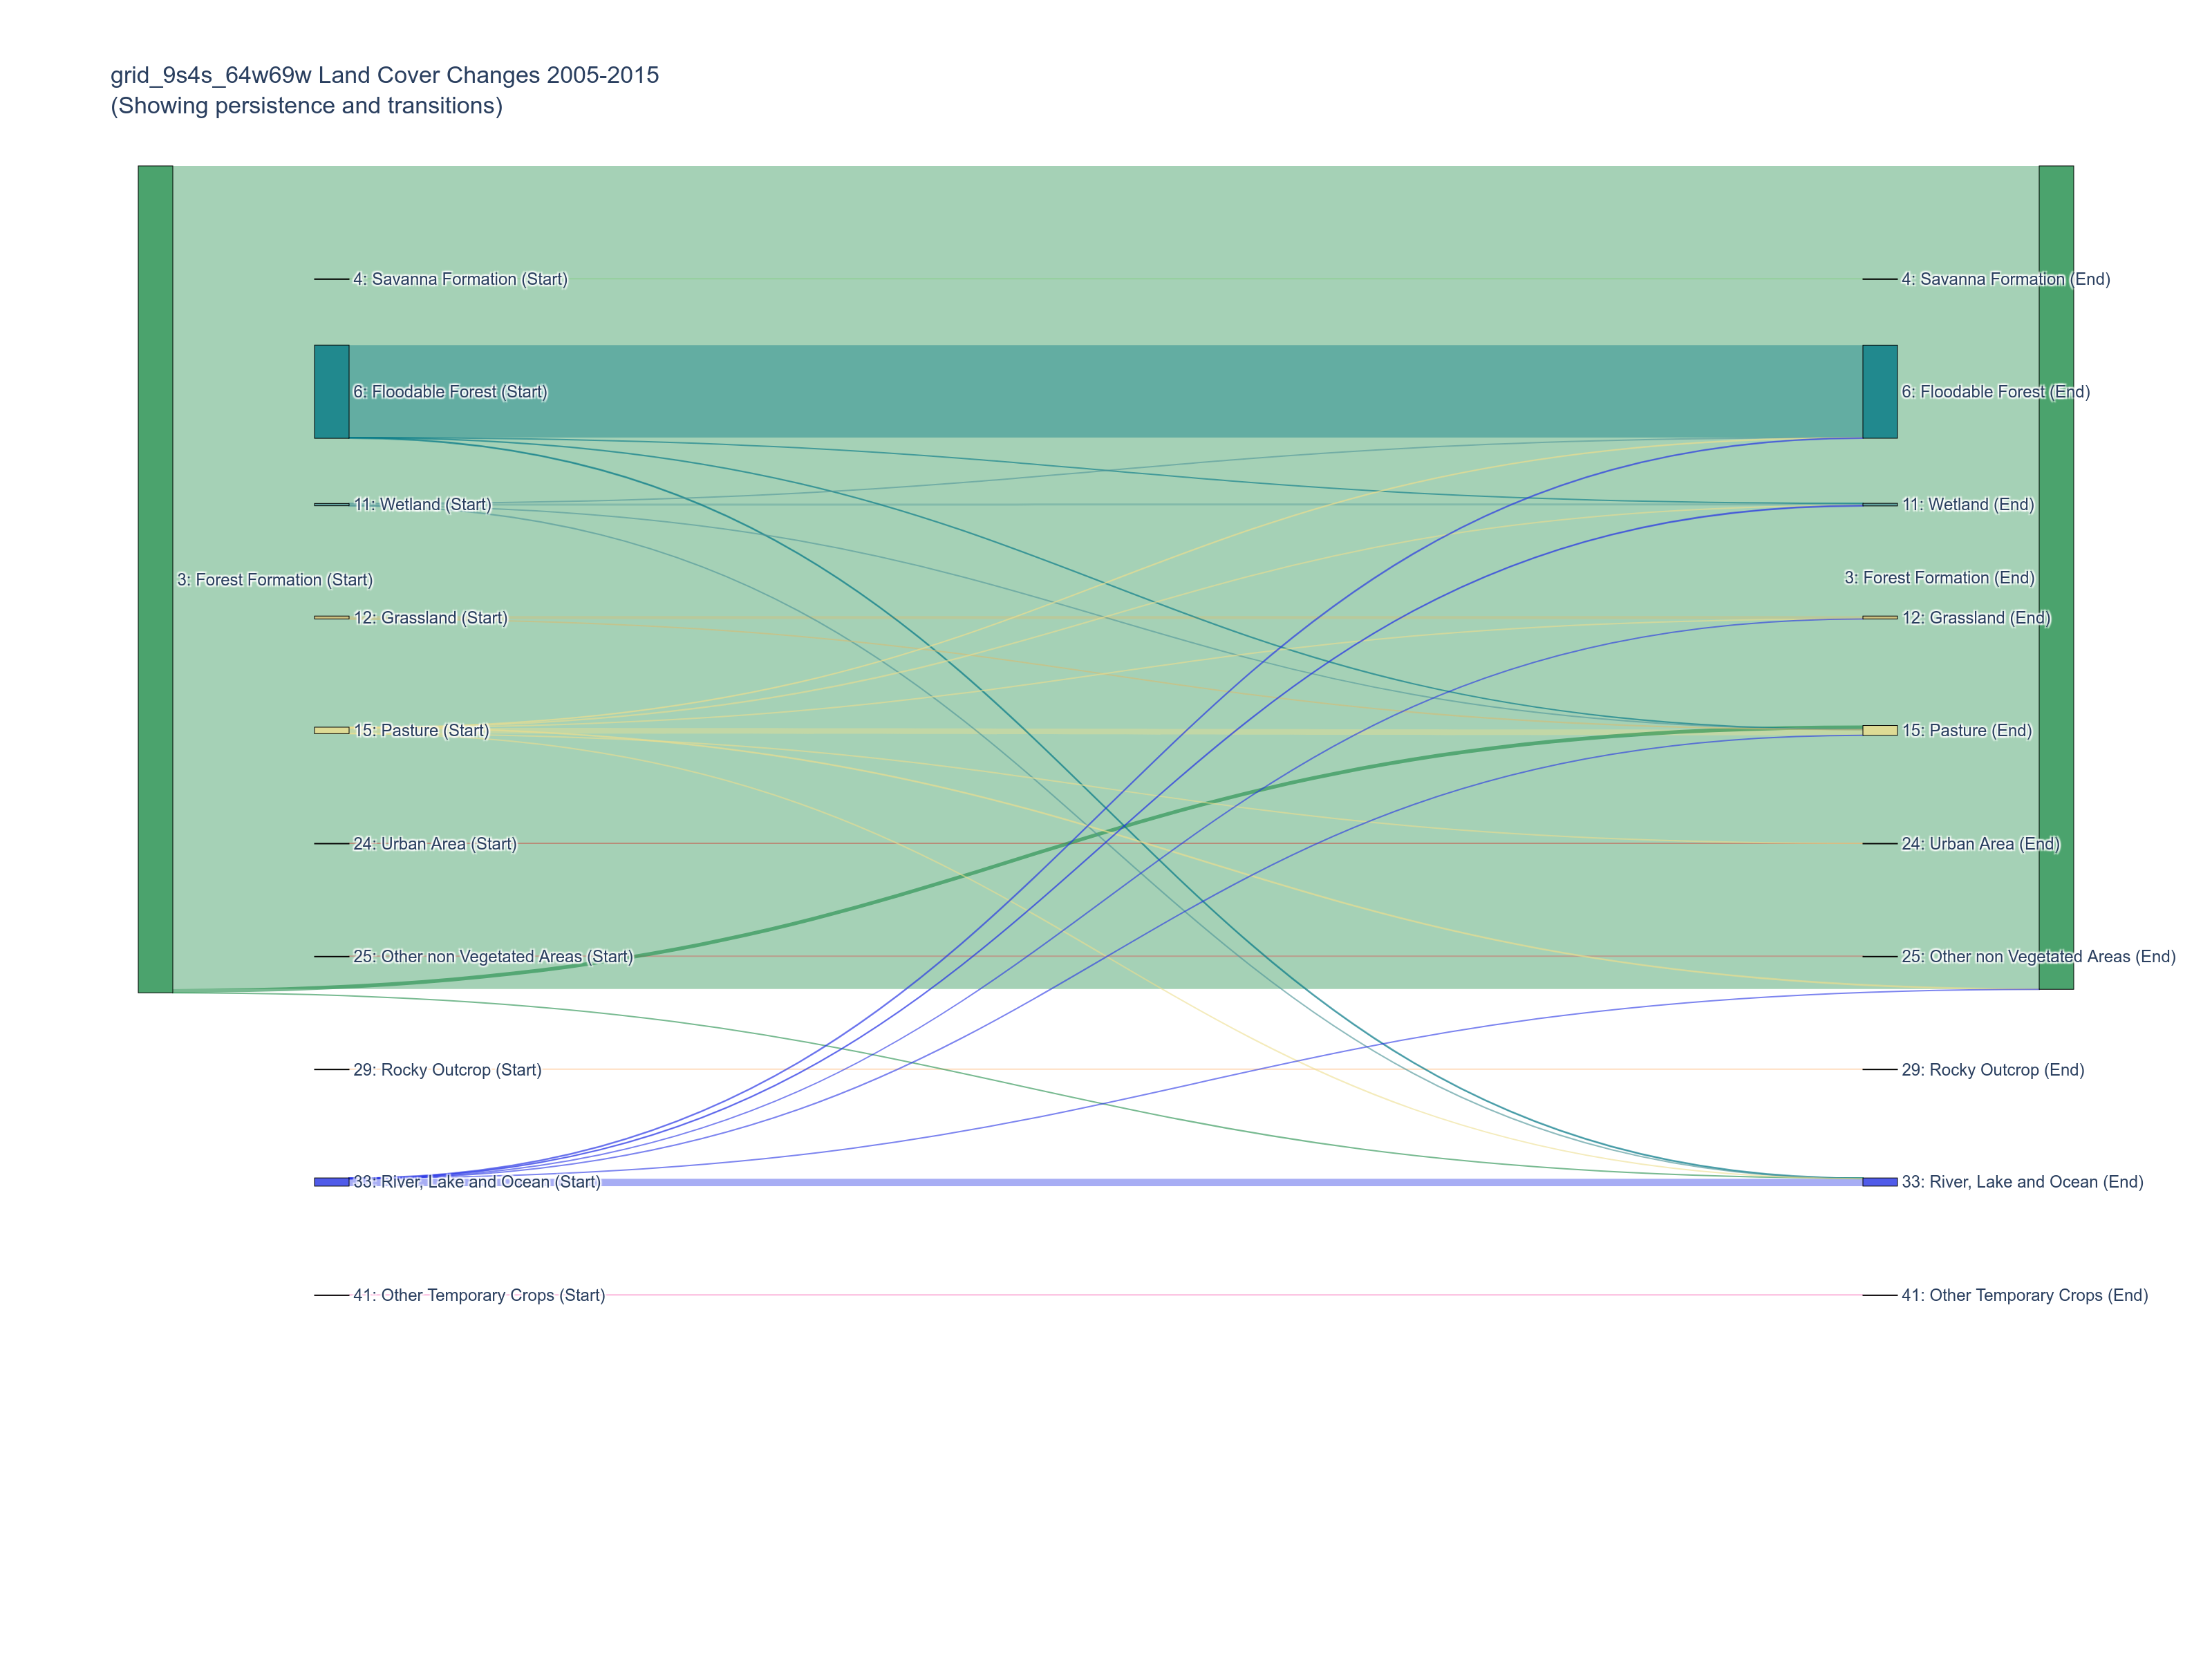 grid_9s4s_64w69w Land Cover Changes 2005-2015
(Showing persistence and transitions)
4: Savanna Formation (Start)
4: Savanna Formation (End)
6: Floodable Forest (Start)
6: Floodable Forest (End)
11: Wetland (Start)
11: Wetland (End)
3: Forest Formation (Start)
3: Forest Formation (End)
12: Grassland (Start)
12: Grassland (End)
15: Pasture (Start)
15: Pasture (End)
24: Urban Area (Start)
24: Urban Area (End)
25: Other non Vegetated Areas (Start)
25: Other non Vegetated Areas (End)
29: Rocky Outcrop (Start)
29: Rocky Outcrop (End)
33: River, Lake and Ocean (Start)
33: River, Lake and Ocean (End)
41: Other Temporary Crops (Start)
41: Other Temporary Crops (End)